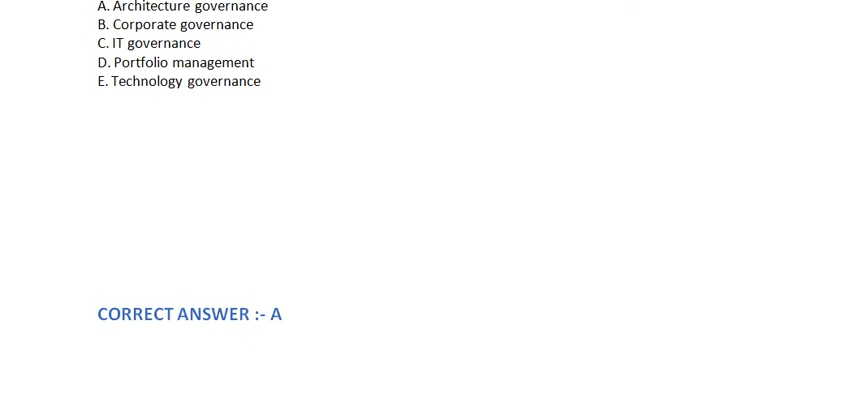 A. Architecture governance
B. Corporate governance
C. IT governance
D. Portfolio management
E. Technology governance
CORRECT ANSWER :- A